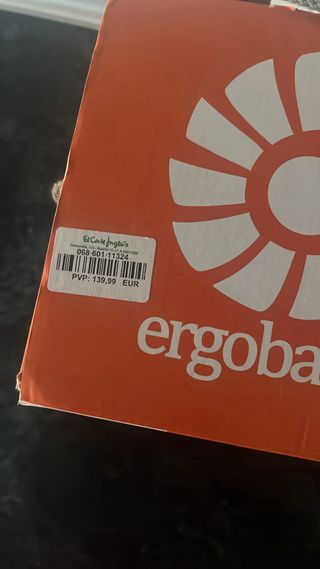 El Corte Inglés
068 601 11324
PVP: 139,99 EUR
ergoba